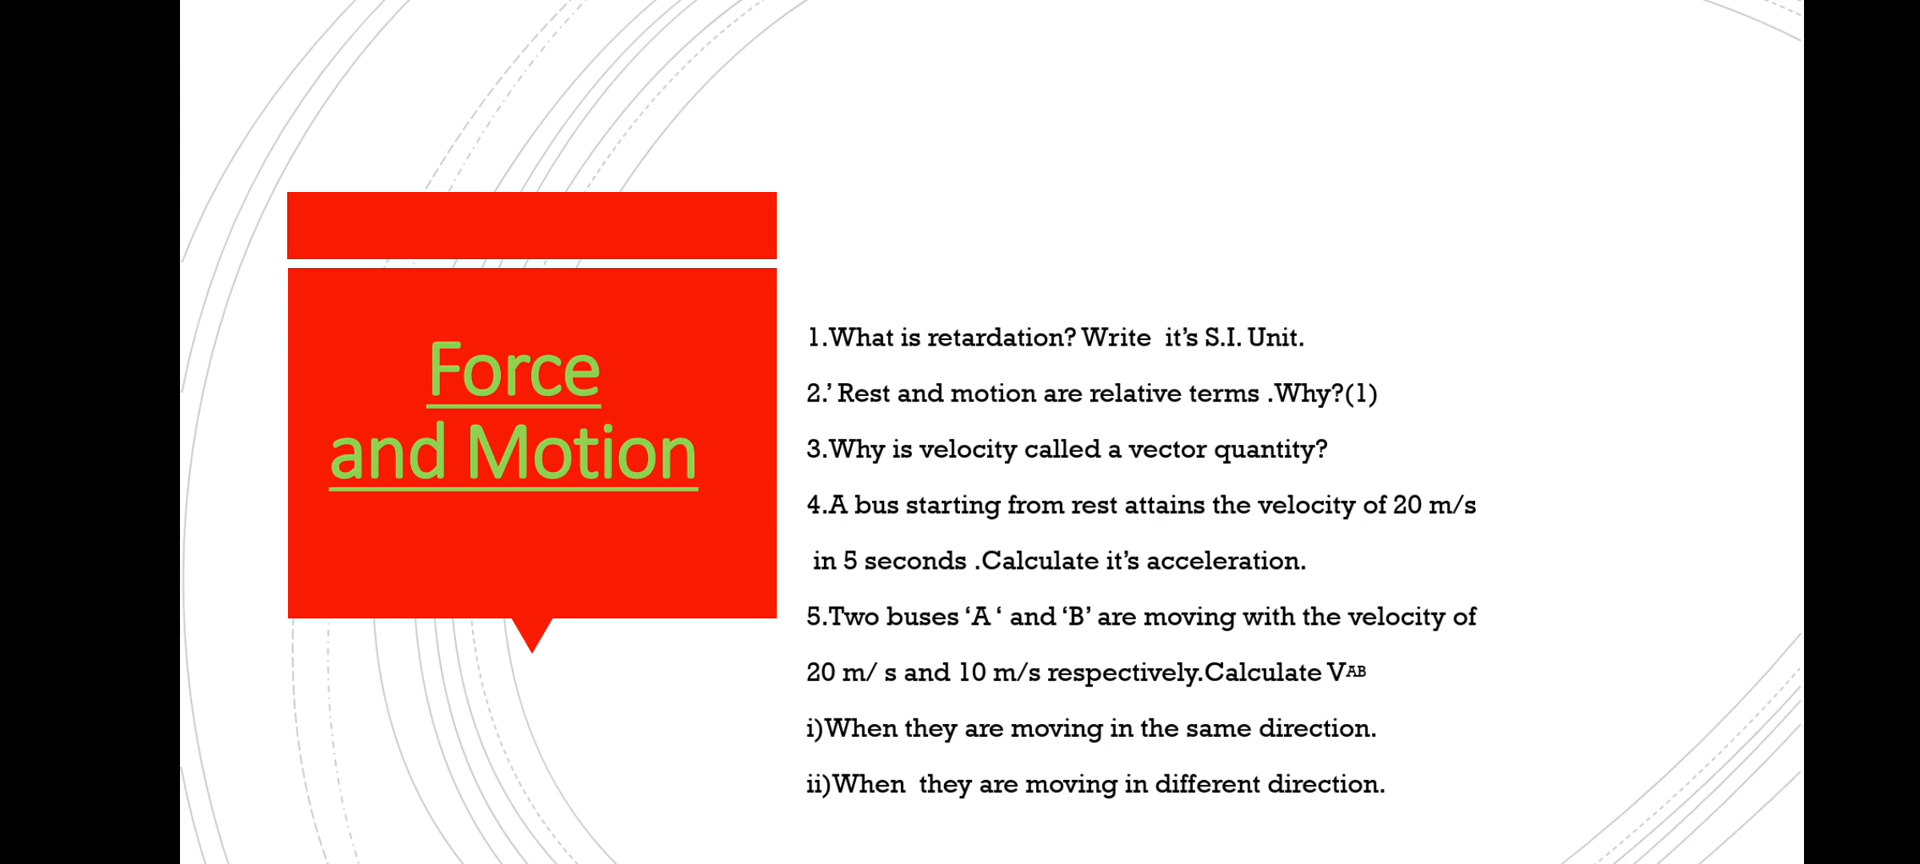 Force
and Motion
1.What is retardation? Write it’s S.I. Unit.
2.’ Rest and motion are relative terms .Why?(1)
3.Why is velocity called a vector quantity?
4.A bus starting from rest attains the velocity of 20 m/s
in 5 seconds .Calculate it’s acceleration.
5.Two buses ‘A ‘ and ‘B’ are moving with the velocity of
20 m/ s and 10 m/s respectively.Calculate VAB
i)When they are moving in the same direction.
ii)When they are moving in different direction.